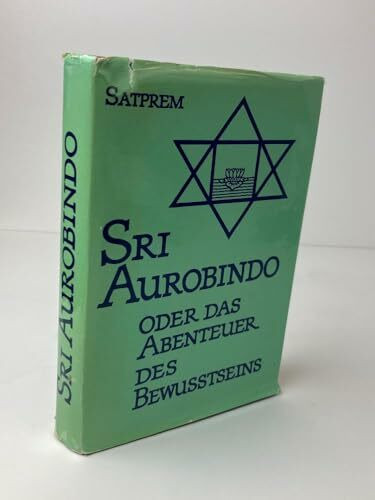 SATPREM
SRI
AUROBINDO
ODER DAS
ABENTEUER
DES
BEWUSSTSEINS
SRI AUROBINDO